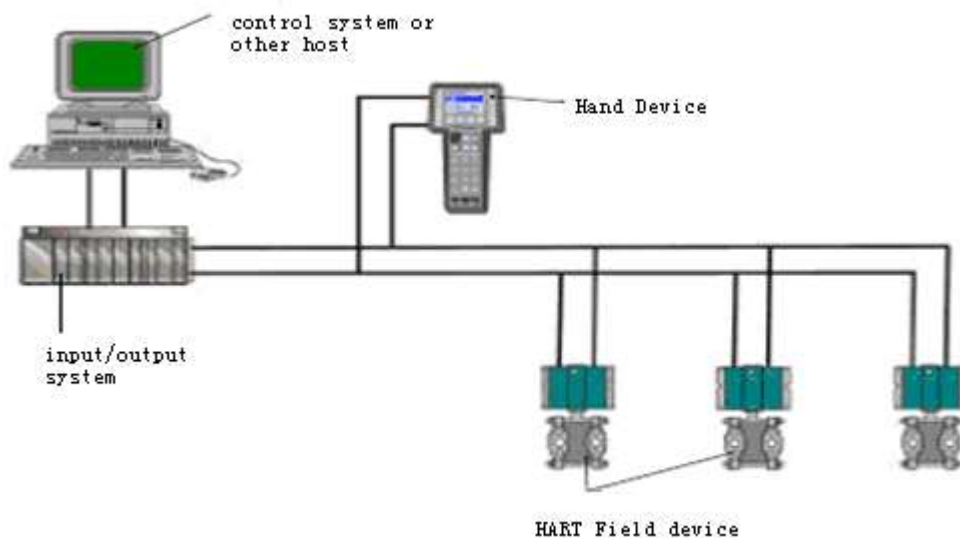 control system or
other host
Hand Device
input/output
system
HART Field device